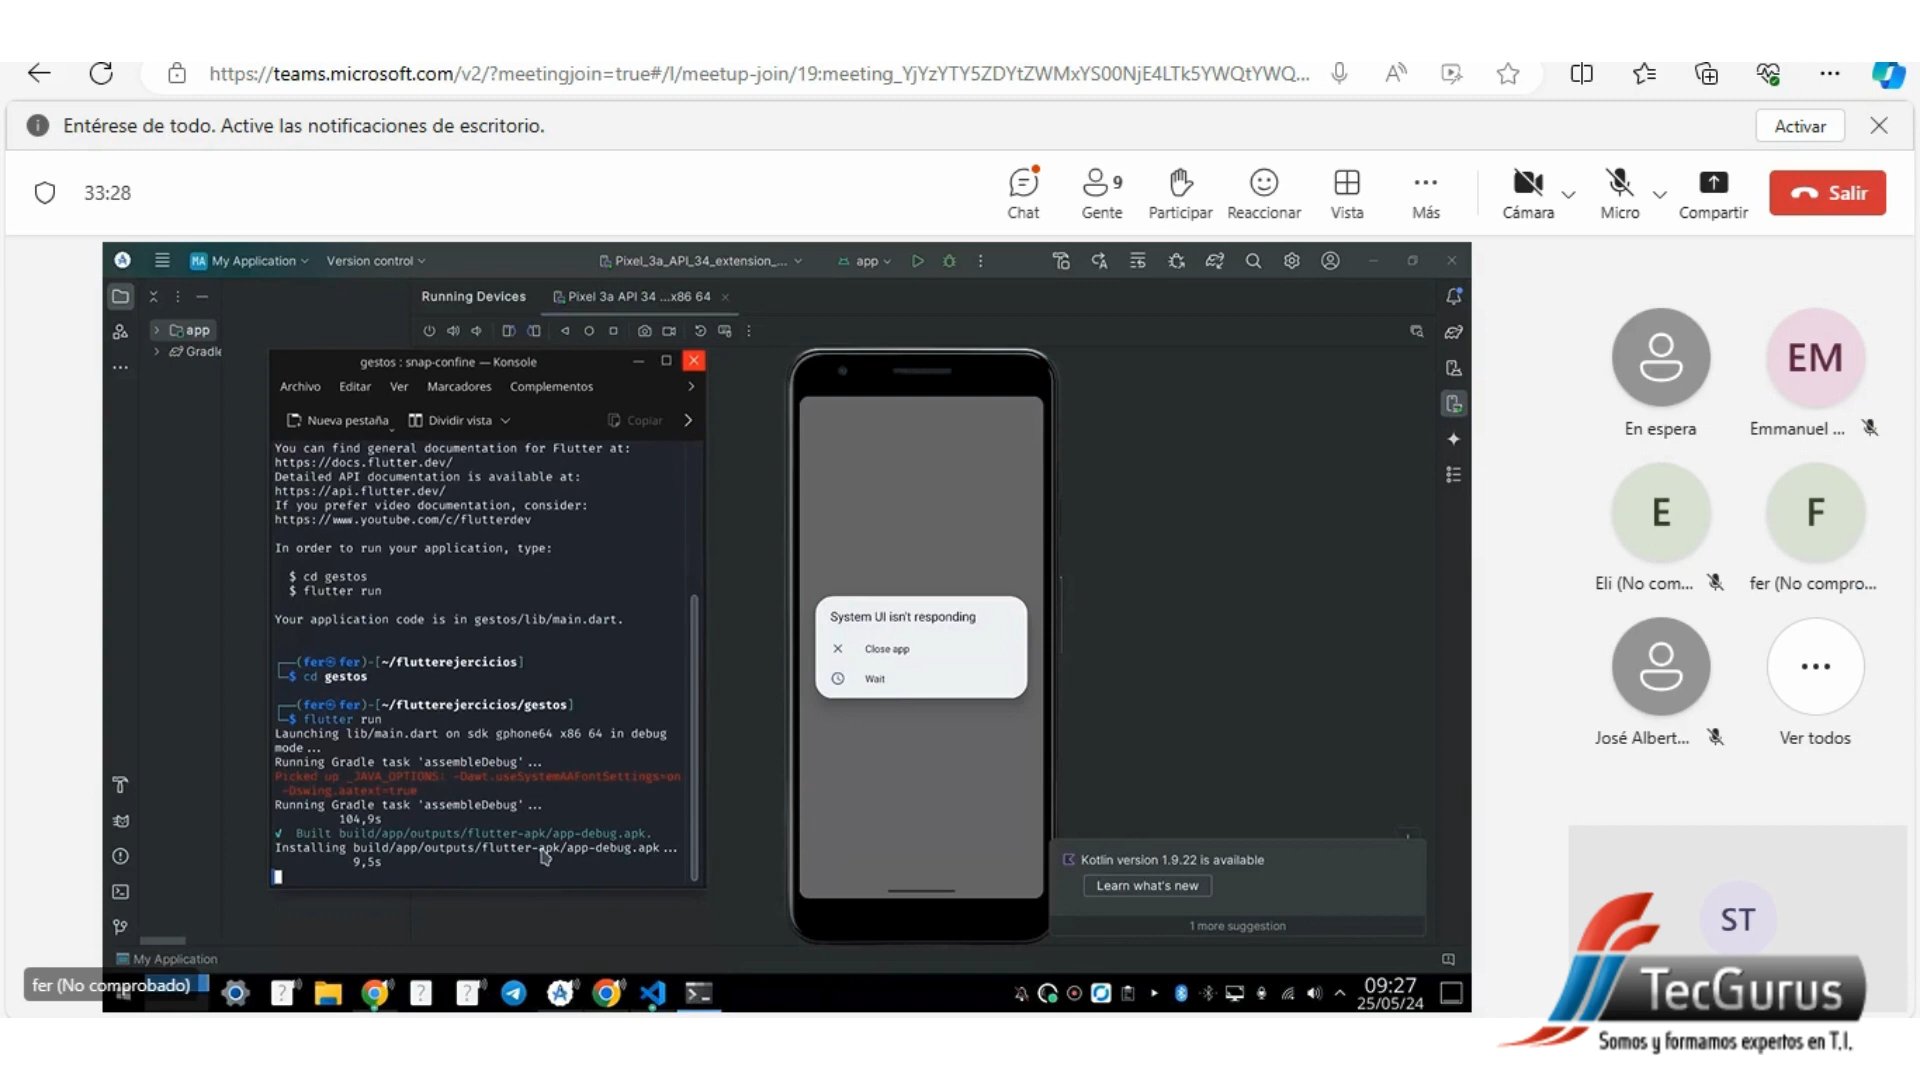 https://teams.microsoft.com/v2/?meetingjoin=true#/l/meetup-join/19:meeting_YjYzYTY5ZDYtZWMxYS00NjE4LTk5YWQtYWQ...
Entérese de todo. Active las notificaciones de escritorio.
Activar
33:28
Chat
Gente
9
Participar
Reaccionar
Vista
Más
Cámara
Micro
Compartir
Salir
MA My Application
Version control
Pixel_3a_API_34_extension_...
app
Running Devices
Pixel 3a API 34 ...x86 64
app
Gradle
gestos : snap-confine — Konsole
Archivo Editar Ver Marcadores Complementos
Nueva pestaña Dividir vista Copiar
You can find general documentation for Flutter at:
https://docs.flutter.dev/
Detailed API documentation is available at:
https://api.flutter.dev/
If you prefer video documentation, consider:
https://www.youtube.com/c/flutterdev
In order to run your application, type:
$ cd gestos
$ flutter run
Your application code is in gestos/lib/main.dart.
(fer㉿fer)-[~/flutterejercicios]
$ cd gestos
(fer㉿fer)-[~/flutterejercicios/gestos]
$ flutter run
Launching lib/main.dart on sdk gphone64 x86 64 in debug
mode...
Running Gradle task 'assembleDebug'...
Picked up _JAVA_OPTIONS: -Dawt.useSystemAAFontSettings=on
-Dswing.aatext=true
Running Gradle task 'assembleDebug'...
104,9s
✓ Built build/app/outputs/flutter-apk/app-debug.apk.
Installing build/app/outputs/flutter-apk/app-debug.apk...
9,5s
System UI isn't responding
Close app
Wait
Kotlin version 1.9.22 is available
Learn what's new
1 more suggestion
My Application
fer (No comprobado)
09:27
25/05/24
En espera
EM
Emmanuel ...
E
Eli (No com...
F
fer (No compro...
José Albert...
Ver todos
ST
TecGurus
Somos y formamos expertos en T.I.